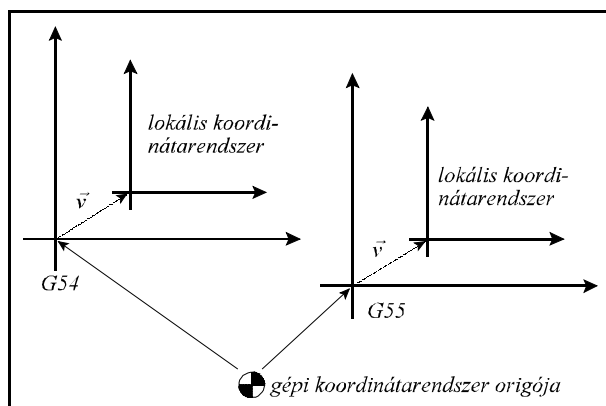 lokális koordi-
nátarendszer
v⃗
G54
lokális koordi-
nátarendszer
v⃗
G55
gépi koordinátarendszer origója